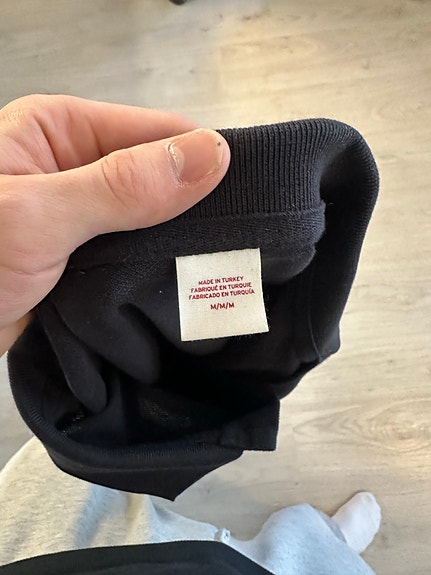 MADE IN TURKEY
FABRIQUÉ EN TURQUIE
FABRICADO EN TURQUÍA
M/M/M